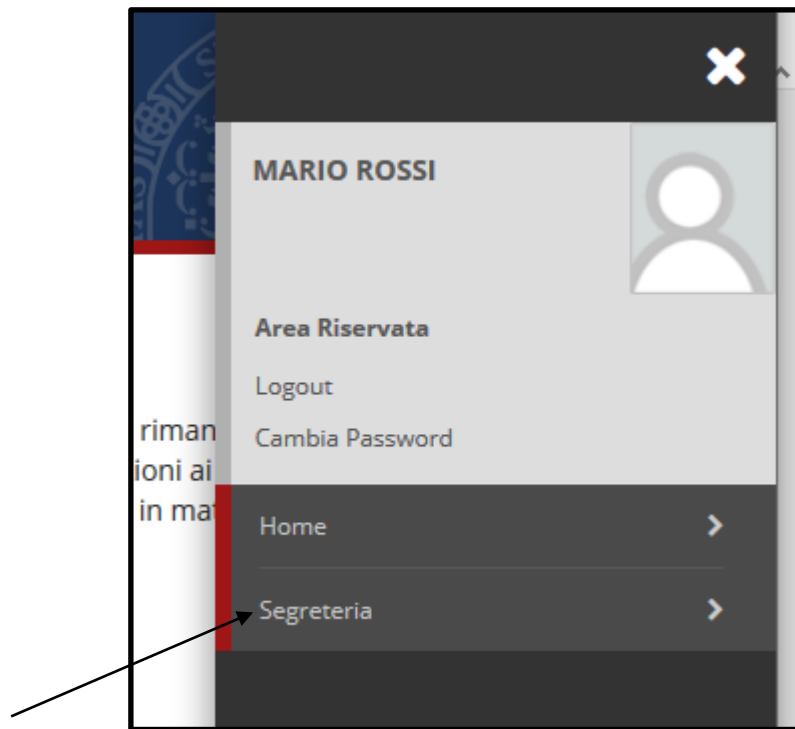 MARIO ROSSI
Area Riservata
Logout
Cambia Password
riman
ioni ai
in mat
Home
Segreteria